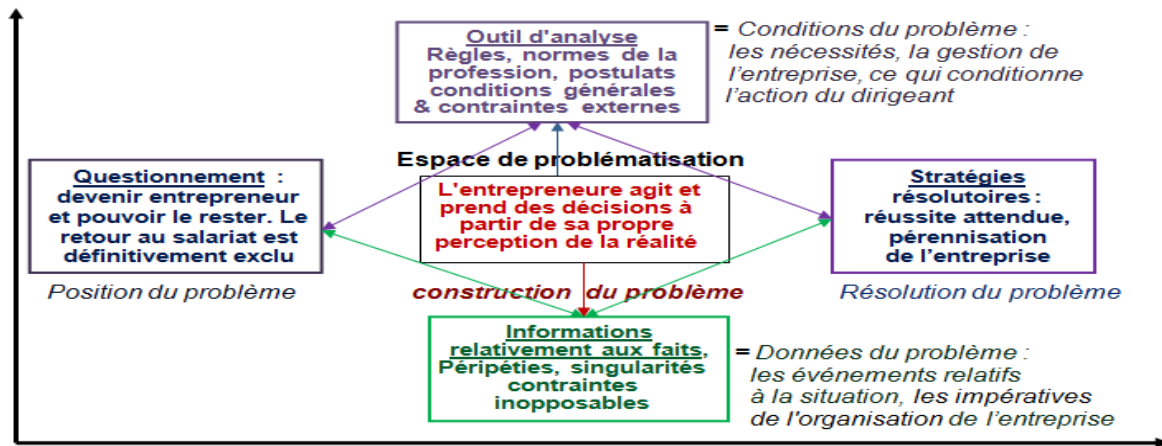 Outil d'analyse
Règles, normes de la
profession, postulats
conditions générales
& contraintes externes
= Conditions du problème :
les nécessités, la gestion de
l'entreprise, ce qui conditionne
l'action du dirigeant
Espace de problématisation
Questionnement :
devenir entrepreneur
et pouvoir le rester. Le
retour au salariat est
définitivement exclu
Position du problème
L'entrepreneure agit et
prend des décisions à
partir de sa propre
perception de la réalité
construction du problème
Stratégies
résolutoires :
réussite attendue,
pérennisation
de l'entreprise
Résolution du problème
Informations
relativement aux faits,
Péripéties, singularités
contraintes
inopposables
= Données du problème :
les événements relatifs
à la situation, les impératives
de l'organisation de l'entreprise